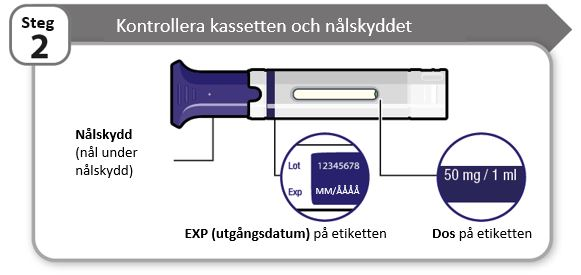 Steg
2
Kontrollera kassetten och nålskyddet
Nålskydd
(nål under
nålskydd)
Lot 12345678
Exp MM/ÅÅÅÅ
EXP (utgångsdatum) på etiketten
50 mg / 1 ml
Dos på etiketten